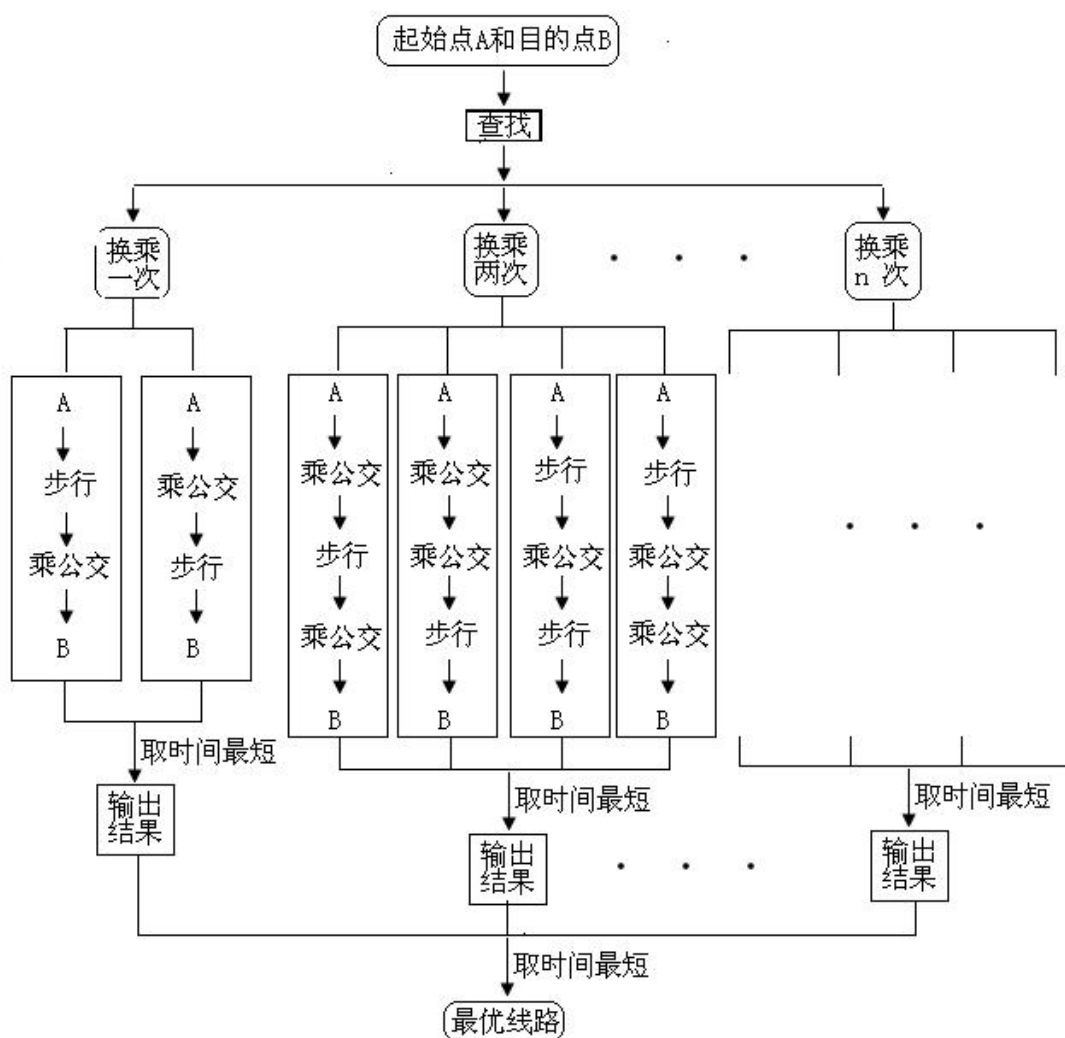 起始点A和目的点B
查找
换乘
一次
换乘
两次
换乘
n 次
A
步行
乘公交
B
A
乘公交
步行
B
A
乘公交
步行
乘公交
B
A
乘公交
乘公交
步行
B
A
步行
乘公交
步行
B
A
步行
乘公交
乘公交
B
取时间最短
取时间最短
取时间最短
输出
结果
输出
结果
输出
结果
取时间最短
最优线路